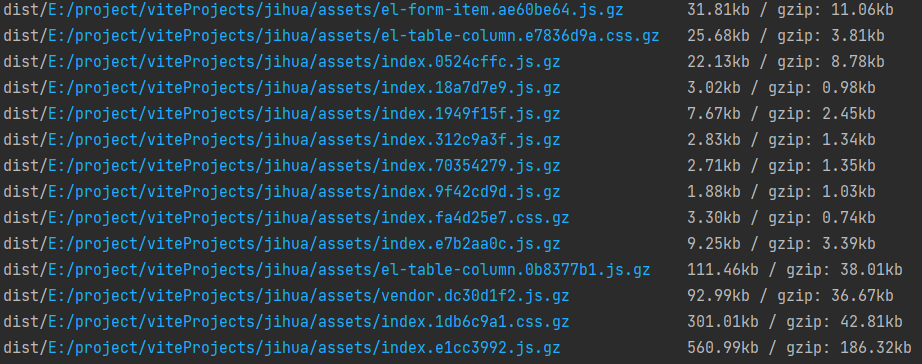 dist/E:/project/viteProjects/jihua/assets/el-form-item.ae60be64.js.gz 31.81kb / gzip: 11.06kb
dist/E:/project/viteProjects/jihua/assets/el-table-column.e7836d9a.css.gz 25.68kb / gzip: 3.81kb
dist/E:/project/viteProjects/jihua/assets/index.0524cffc.js.gz 22.13kb / gzip: 8.78kb
dist/E:/project/viteProjects/jihua/assets/index.18a7d7e9.js.gz 3.02kb / gzip: 0.98kb
dist/E:/project/viteProjects/jihua/assets/index.1949f15f.js.gz 7.67kb / gzip: 2.45kb
dist/E:/project/viteProjects/jihua/assets/index.312c9a3f.js.gz 2.83kb / gzip: 1.34kb
dist/E:/project/viteProjects/jihua/assets/index.70354279.js.gz 2.71kb / gzip: 1.35kb
dist/E:/project/viteProjects/jihua/assets/index.9f42cd9d.js.gz 1.88kb / gzip: 1.03kb
dist/E:/project/viteProjects/jihua/assets/index.fa4d25e7.css.gz 3.30kb / gzip: 0.74kb
dist/E:/project/viteProjects/jihua/assets/index.e7b2aa0c.js.gz 9.25kb / gzip: 3.39kb
dist/E:/project/viteProjects/jihua/assets/el-table-column.0b8377b1.js.gz 111.46kb / gzip: 38.01kb
dist/E:/project/viteProjects/jihua/assets/vendor.dc30d1f2.js.gz 92.99kb / gzip: 36.67kb
dist/E:/project/viteProjects/jihua/assets/index.1db6c9a1.css.gz 301.01kb / gzip: 42.81kb
dist/E:/project/viteProjects/jihua/assets/index.e1cc3992.js.gz 560.99kb / gzip: 186.32kb